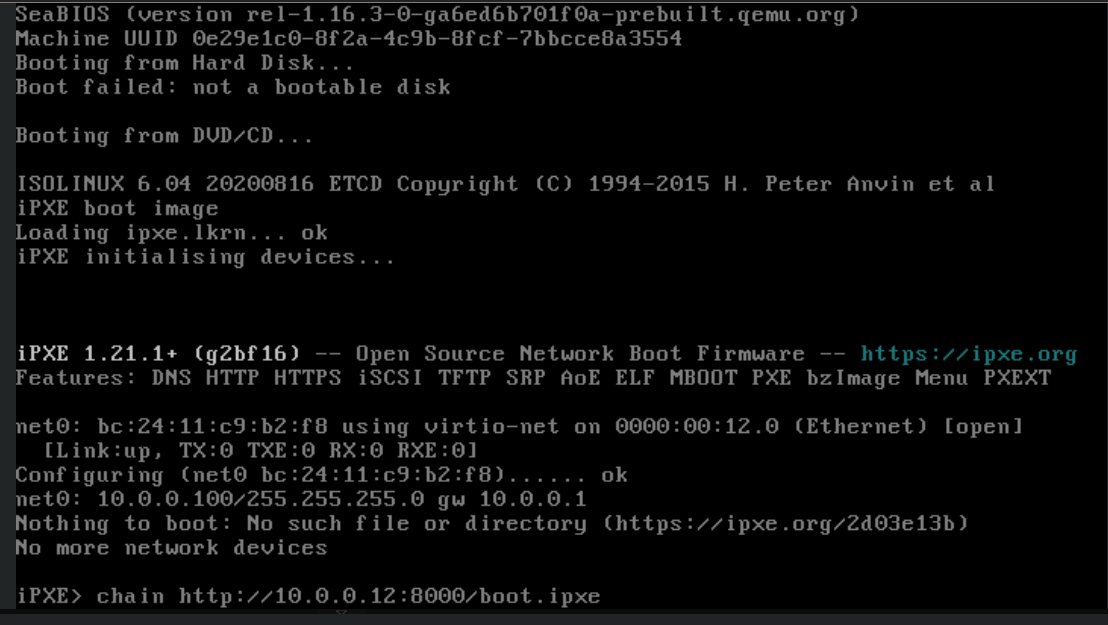 SeaBIOS (version rel-1.16.3-0-ga6ed6b701f0a-prebuilt.qemu.org)
Machine UUID 0e29e1c0-8f2a-4c9b-8fcf-7bbcce8a3554
Booting from Hard Disk...
Boot failed: not a bootable disk
Booting from DVD/CD...
ISOLINUX 6.04 20200816 ETCD Copyright (C) 1994-2015 H. Peter Anvin et al
iPXE boot image
Loading ipxe.lkrn... ok
iPXE initialising devices...
iPXE 1.21.1+ (g2bf16) -- Open Source Network Boot Firmware -- https://ipxe.org
Features: DNS HTTP HTTPS iSCSI TFTP SRP AoE ELF MBOOT PXE bzImage Menu PXEXT
net0: bc:24:11:c9:b2:f8 using virtio-net on 0000:00:12.0 (Ethernet) [open]
[Link:up, TX:0 TXE:0 RX:0 RXE:0]
Configuring (net0 bc:24:11:c9:b2:f8)...... ok
net0: 10.0.0.100/255.255.255.0 gw 10.0.0.1
Nothing to boot: No such file or directory (https://ipxe.org/2d03e13b)
No more network devices
iPXE> chain http://10.0.0.12:8000/boot.ipxe